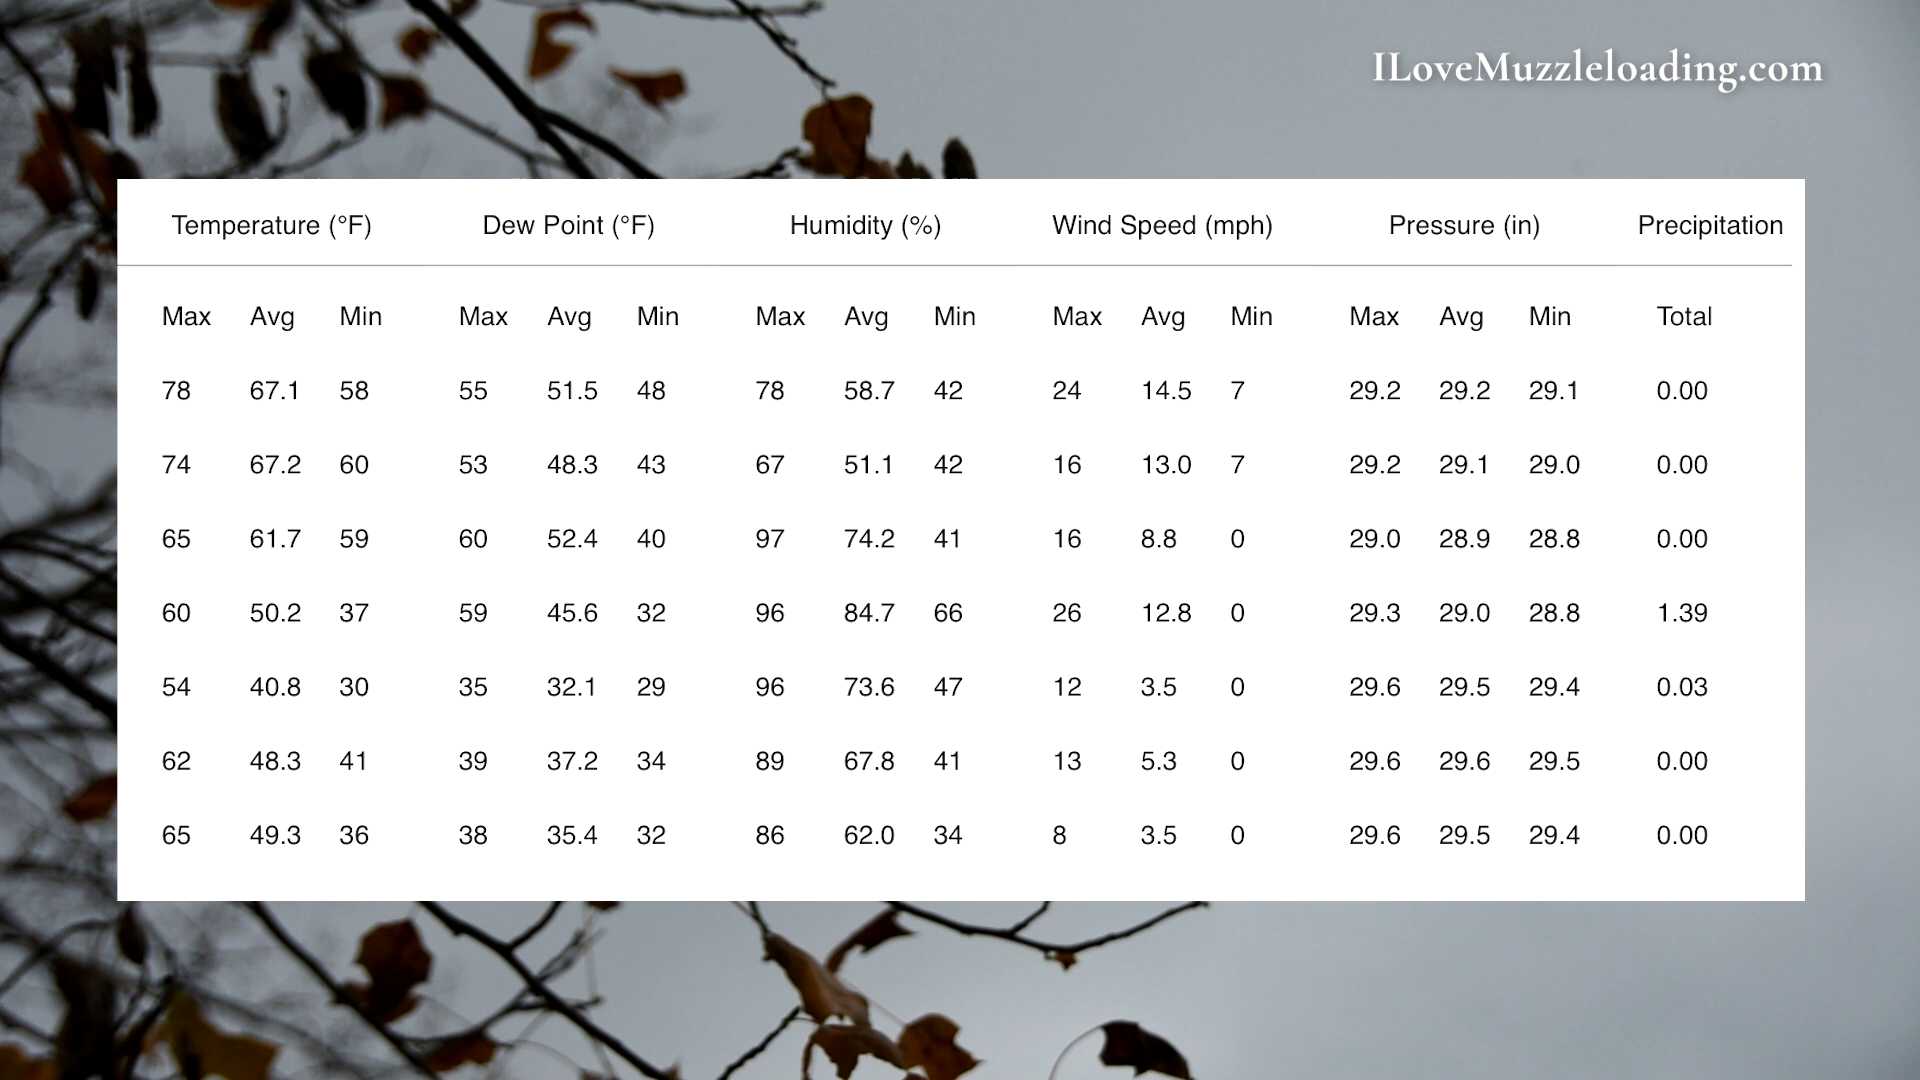 ILoveMuzzleloading.com
Temperature (°F) Dew Point (°F) Humidity (%) Wind Speed (mph) Pressure (in) Precipitation
Max Avg Min Max Avg Min Max Avg Min Max Avg Min Max Avg Min Total
78 67.1 58 55 51.5 48 78 58.7 42 24 14.5 7 29.2 29.2 29.1 0.00
74 67.2 60 53 48.3 43 67 51.1 42 16 13.0 7 29.2 29.1 29.0 0.00
65 61.7 59 60 52.4 40 97 74.2 41 16 8.8 0 29.0 28.9 28.8 0.00
60 50.2 37 59 45.6 32 96 84.7 66 26 12.8 0 29.3 29.0 28.8 1.39
54 40.8 30 35 32.1 29 96 73.6 47 12 3.5 0 29.6 29.5 29.4 0.03
62 48.3 41 39 37.2 34 89 67.8 41 13 5.3 0 29.6 29.6 29.5 0.00
65 49.3 36 38 35.4 32 86 62.0 34 8 3.5 0 29.6 29.5 29.4 0.00